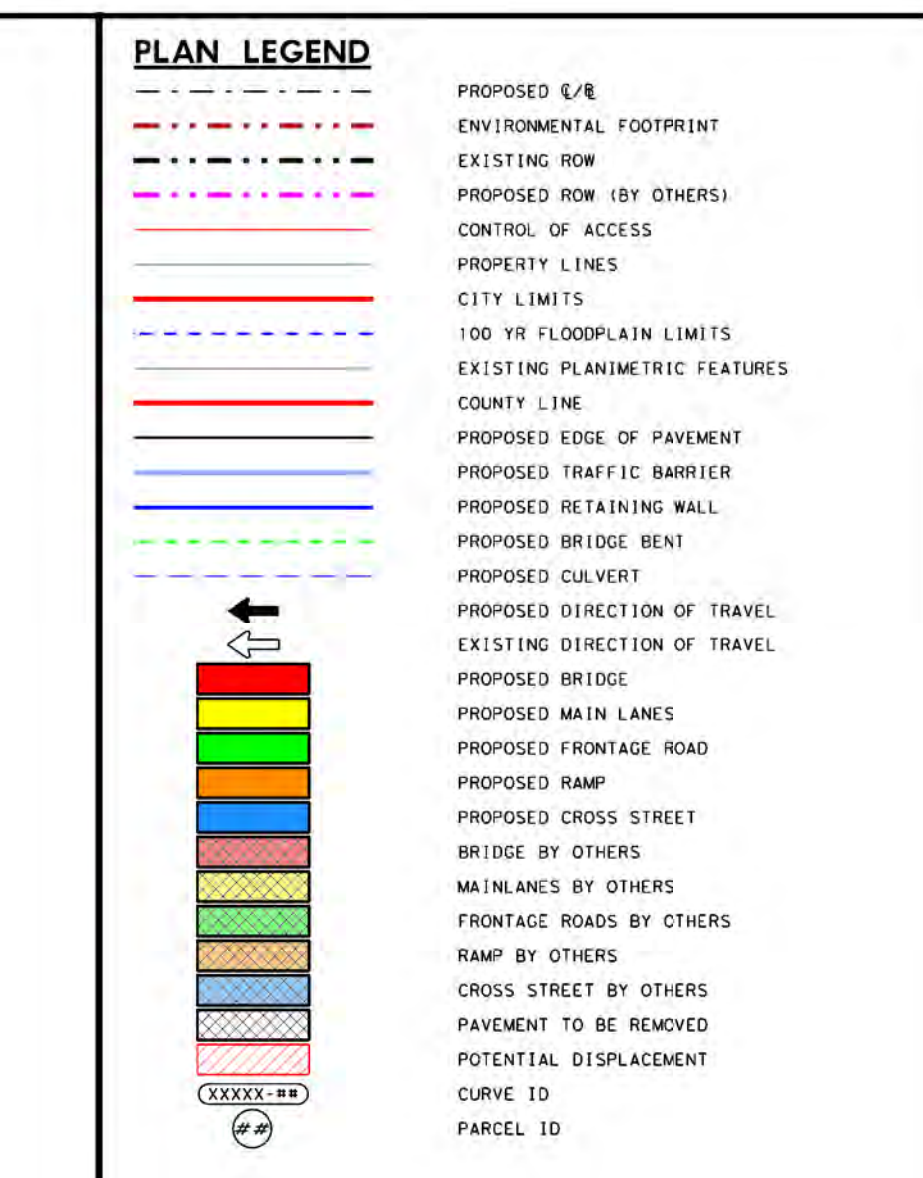 PLAN LEGEND
PROPOSED ℄/B
ENVIRONMENTAL FOOTPRINT
EXISTING ROW
PROPOSED ROW (BY OTHERS)
CONTROL OF ACCESS
PROPERTY LINES
CITY LIMITS
100 YR FLOODPLAIN LIMITS
EXISTING PLANIMETRIC FEATURES
COUNTY LINE
PROPOSED EDGE OF PAVEMENT
PROPOSED TRAFFIC BARRIER
PROPOSED RETAINING WALL
PROPOSED BRIDGE BENT
PROPOSED CULVERT
PROPOSED DIRECTION OF TRAVEL
EXISTING DIRECTION OF TRAVEL
PROPOSED BRIDGE
PROPOSED MAIN LANES
PROPOSED FRONTAGE ROAD
PROPOSED RAMP
PROPOSED CROSS STREET
BRIDGE BY OTHERS
MAINLANES BY OTHERS
FRONTAGE ROADS BY OTHERS
RAMP BY OTHERS
CROSS STREET BY OTHERS
PAVEMENT TO BE REMOVED
POTENTIAL DISPLACEMENT
XXXXX-## CURVE ID
## PARCEL ID